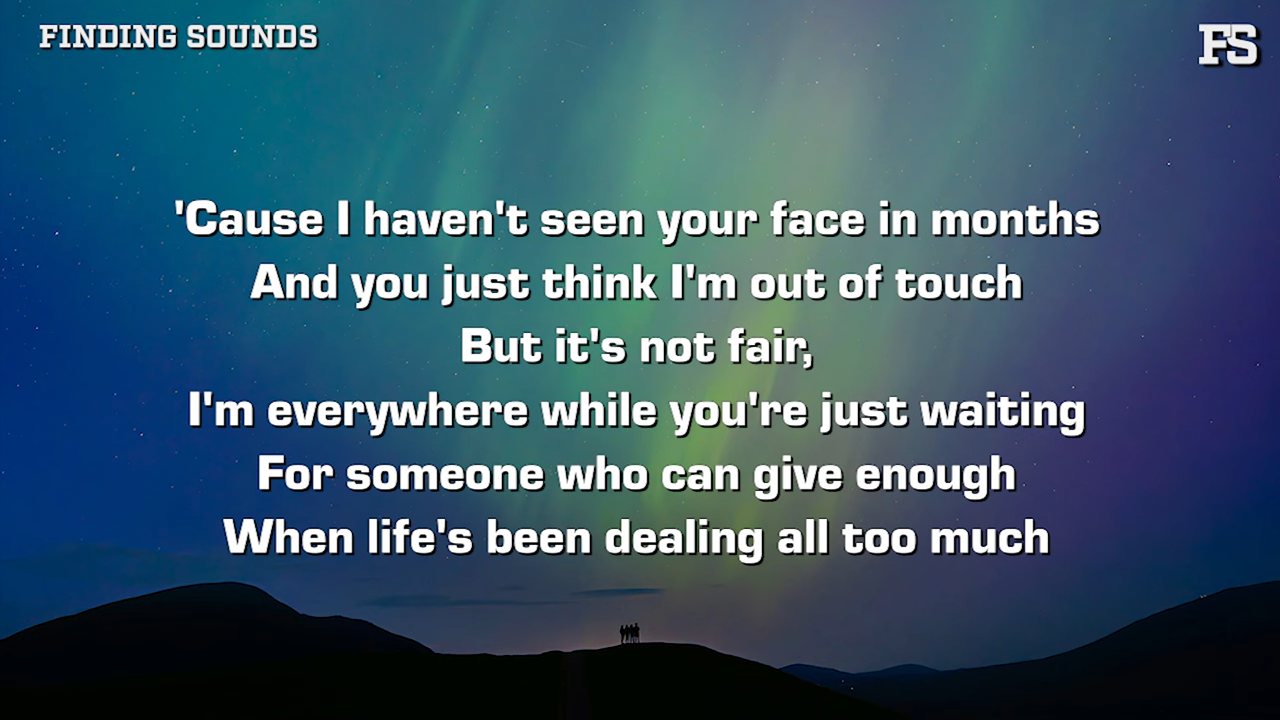 FINDING SOUNDS
FS
'Cause I haven't seen your face in months
And you just think I'm out of touch
But it's not fair,
I'm everywhere while you're just waiting
For someone who can give enough
When life's been dealing all too much